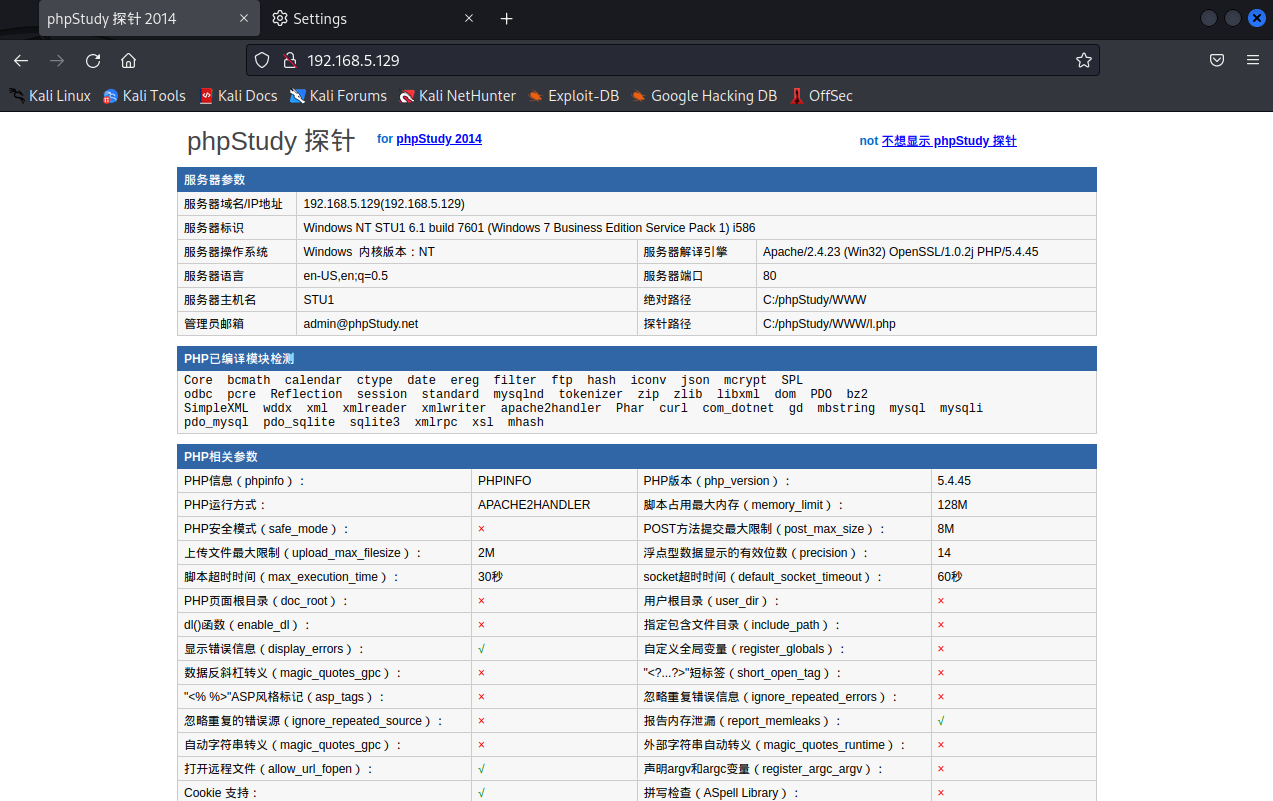 phpStudy 探针 2014
Settings
192.168.5.129
Kali Linux Kali Tools Kali Docs Kali Forums Kali NetHunter Exploit-DB Google Hacking DB OffSec
phpStudy 探针 for phpStudy 2014 not 不想显示 phpStudy 探针
服务器参数
服务器域名/IP地址 192.168.5.129(192.168.5.129)
服务器标识 Windows NT STU1 6.1 build 7601 (Windows 7 Business Edition Service Pack 1) i586
服务器操作系统 Windows 内核版本：NT 服务器解译引擎 Apache/2.4.23 (Win32) OpenSSL/1.0.2j PHP/5.4.45
服务器语言 en-US,en;q=0.5 服务器端口 80
服务器主机名 STU1 绝对路径 C:/phpStudy/WWW
管理员邮箱 admin@phpStudy.net 探针路径 C:/phpStudy/WWW/l.php
PHP已编译模块检测
Core bcmath calendar ctype date ereg filter ftp hash iconv json mcrypt SPL
odbc pcre Reflection session standard mysqlnd tokenizer zip zlib libxml dom PDO bz2
SimpleXML wddx xml xmlreader xmlwriter apache2handler Phar curl com_dotnet gd mbstring mysql mysqli
pdo_mysql pdo_sqlite sqlite3 xmlrpc xsl mhash
PHP相关参数
PHP信息（phpinfo）： PHPINFO PHP版本（php_version）： 5.4.45
PHP运行方式： APACHE2HANDLER 脚本占用最大内存（memory_limit）： 128M
PHP安全模式（safe_mode）： × POST方法提交最大限制（post_max_size）： 8M
上传文件最大限制（upload_max_filesize）： 2M 浮点型数据显示的有效位数（precision）： 14
脚本超时时间（max_execution_time）： 30秒 socket超时时间（default_socket_timeout）： 60秒
PHP页面根目录（doc_root）： × 用户根目录（user_dir）： ×
dl()函数（enable_dl）： × 指定包含文件目录（include_path）： ×
显示错误信息（display_errors）： √ 自定义全局变量（register_globals）： ×
数据反斜杠转义（magic_quotes_gpc）： × "<?...?>"短标签（short_open_tag）： ×
"<% %>"ASP风格标记（asp_tags）： × 忽略重复错误信息（ignore_repeated_errors）： ×
忽略重复的错误源（ignore_repeated_source）： × 报告内存泄漏（report_memleaks）： √
自动字符串转义（magic_quotes_gpc）： × 外部字符串自动转义（magic_quotes_runtime）： ×
打开远程文件（allow_url_fopen）： √ 声明argv和argc变量（register_argc_argv）： ×
Cookie 支持： √ 拼写检查（ASpell Library）： ×